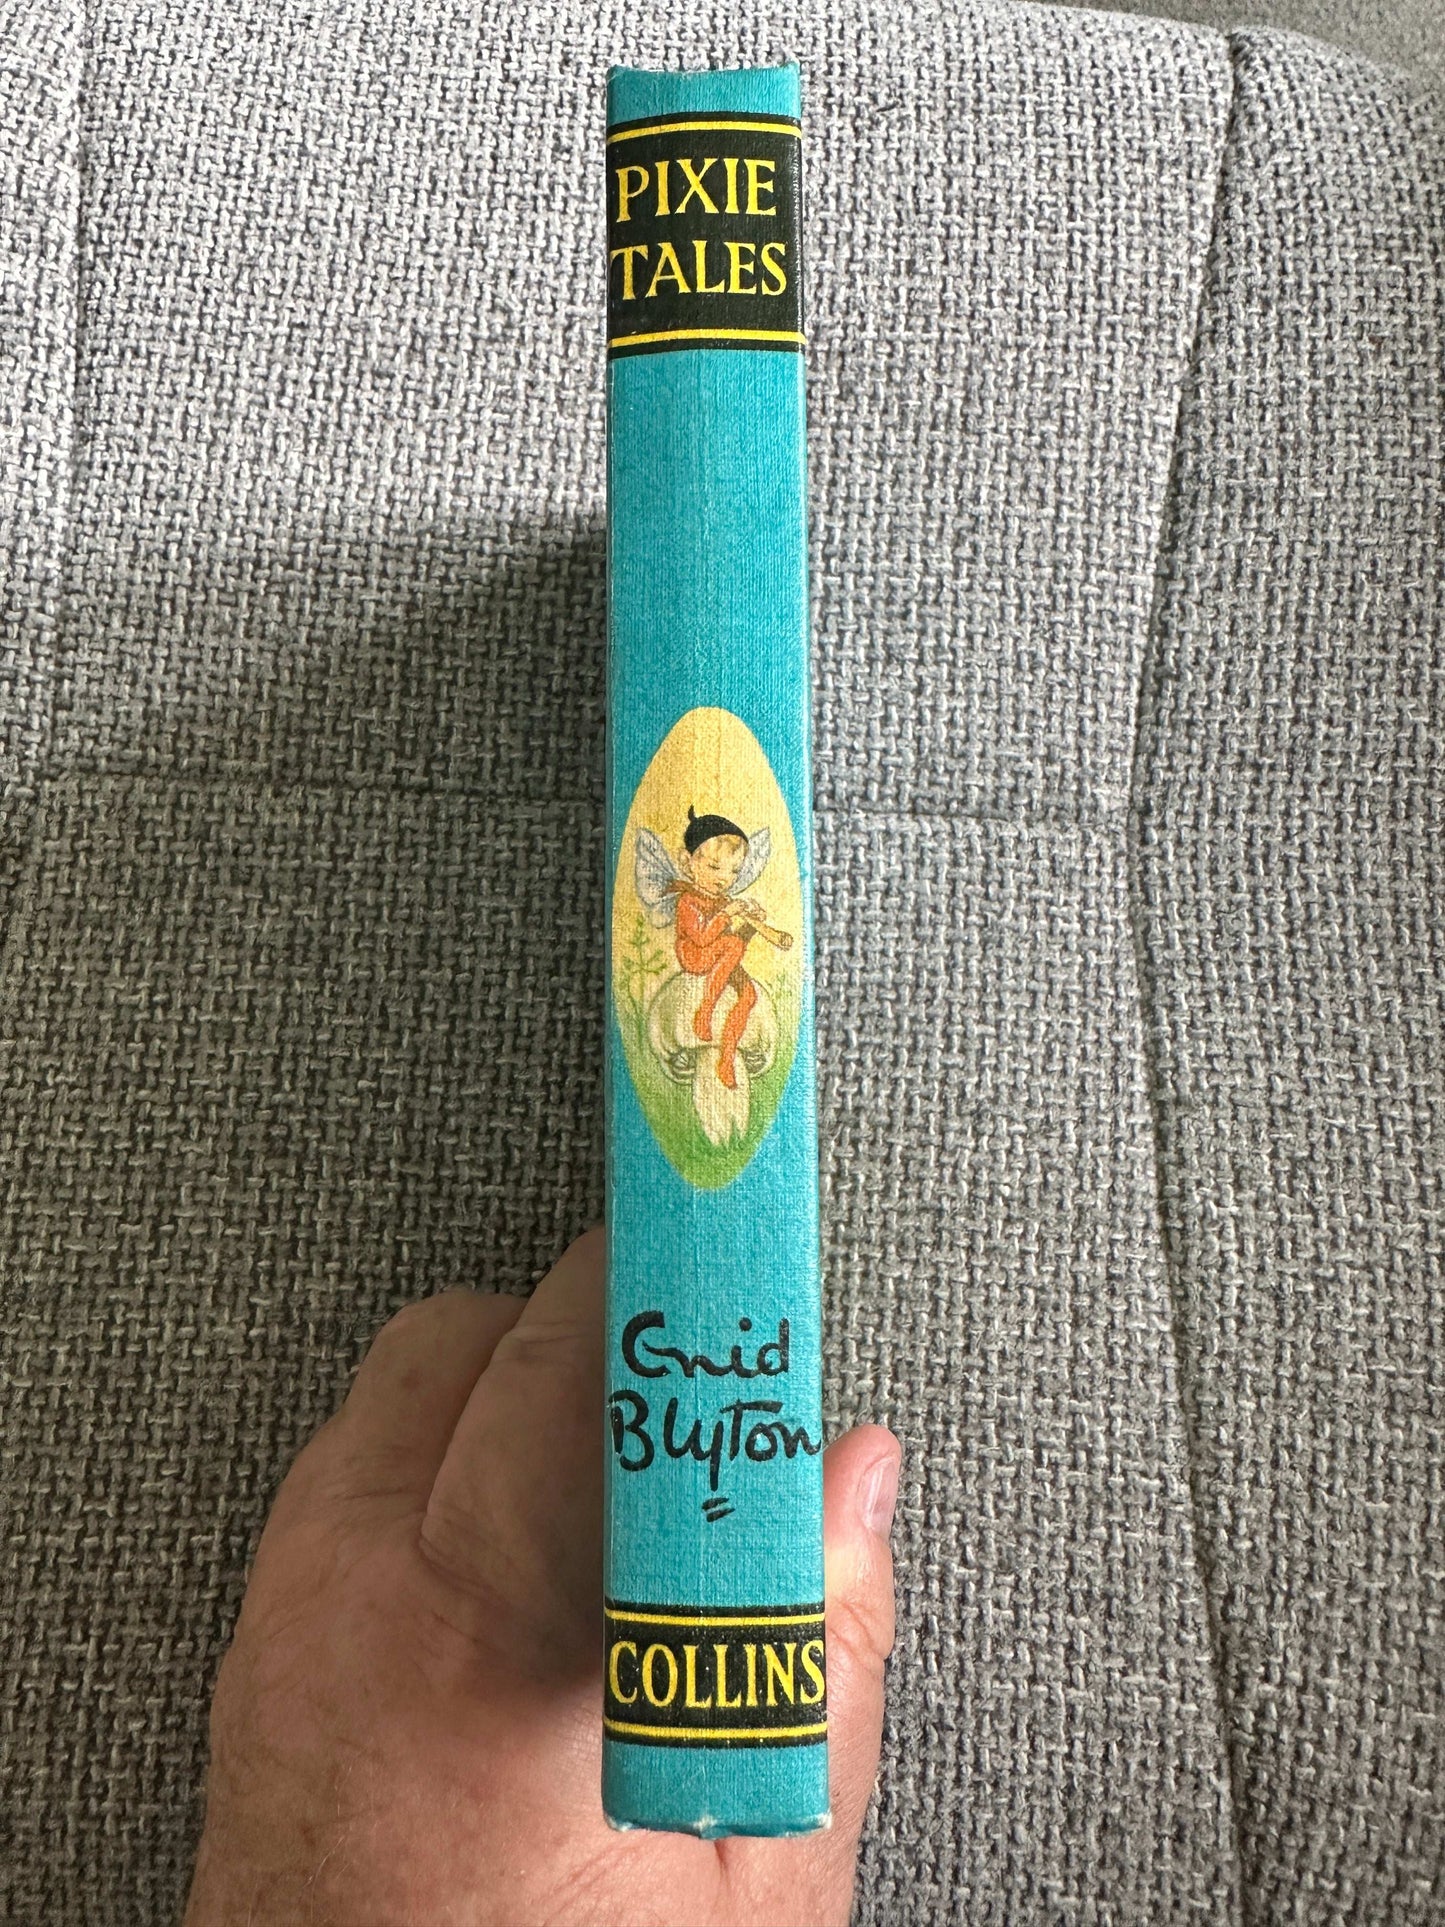 PIXIE
TALES
Enid
Blyton
COLLINS